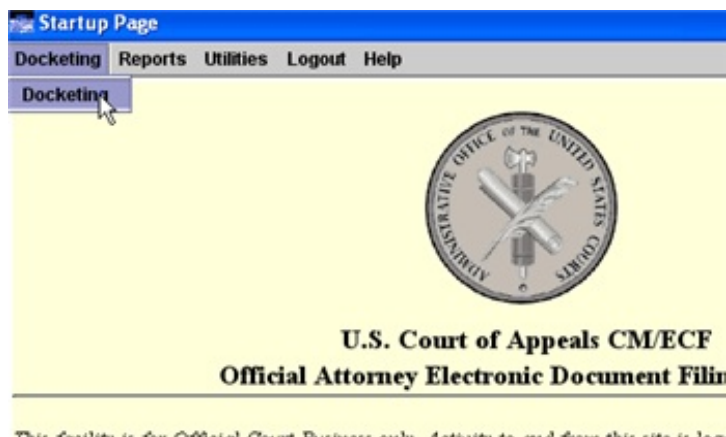 Startup Page
Docketing Reports Utilities Logout Help
Docketing
ADMINISTRATIVE OFFICE OF THE UNITED STATES COURTS
U.S. Court of Appeals CM/ECF
Official Attorney Electronic Document Filin
This facility is for Official Court Business only. Activity to and from this site is log